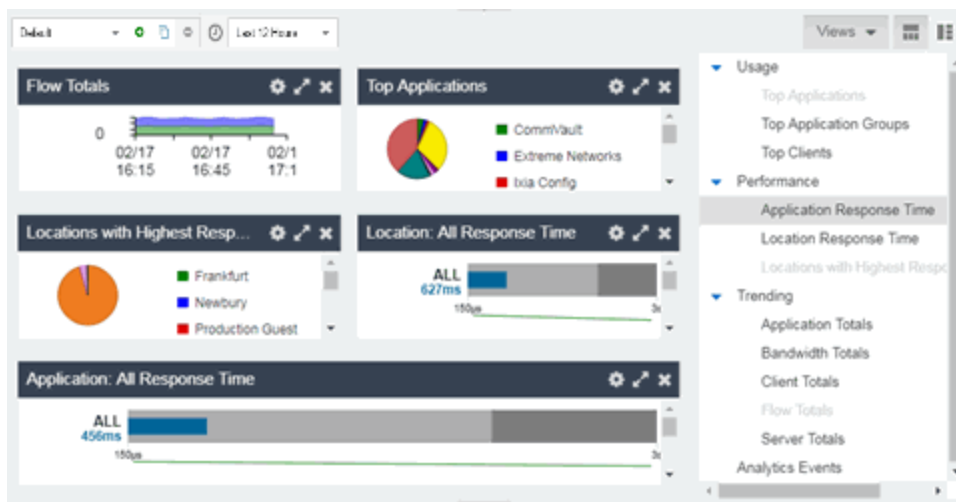 Default
Last 12 Hours
Views
Flow Totals
0
02/17 02/17 02/1
16:15 16:45 17:1
Top Applications
CommVault
Extreme Networks
Ixia Config
Locations with Highest Resp...
Frankfurt
Newbury
Production Guest
Location: All Response Time
ALL
627ms
150µs 3
Application: All Response Time
ALL
456ms
150µs 3
Usage
Top Applications
Top Application Groups
Top Clients
Performance
Application Response Time
Location Response Time
Locations with Highest Respo
Trending
Application Totals
Bandwidth Totals
Client Totals
Flow Totals
Server Totals
Analytics Events